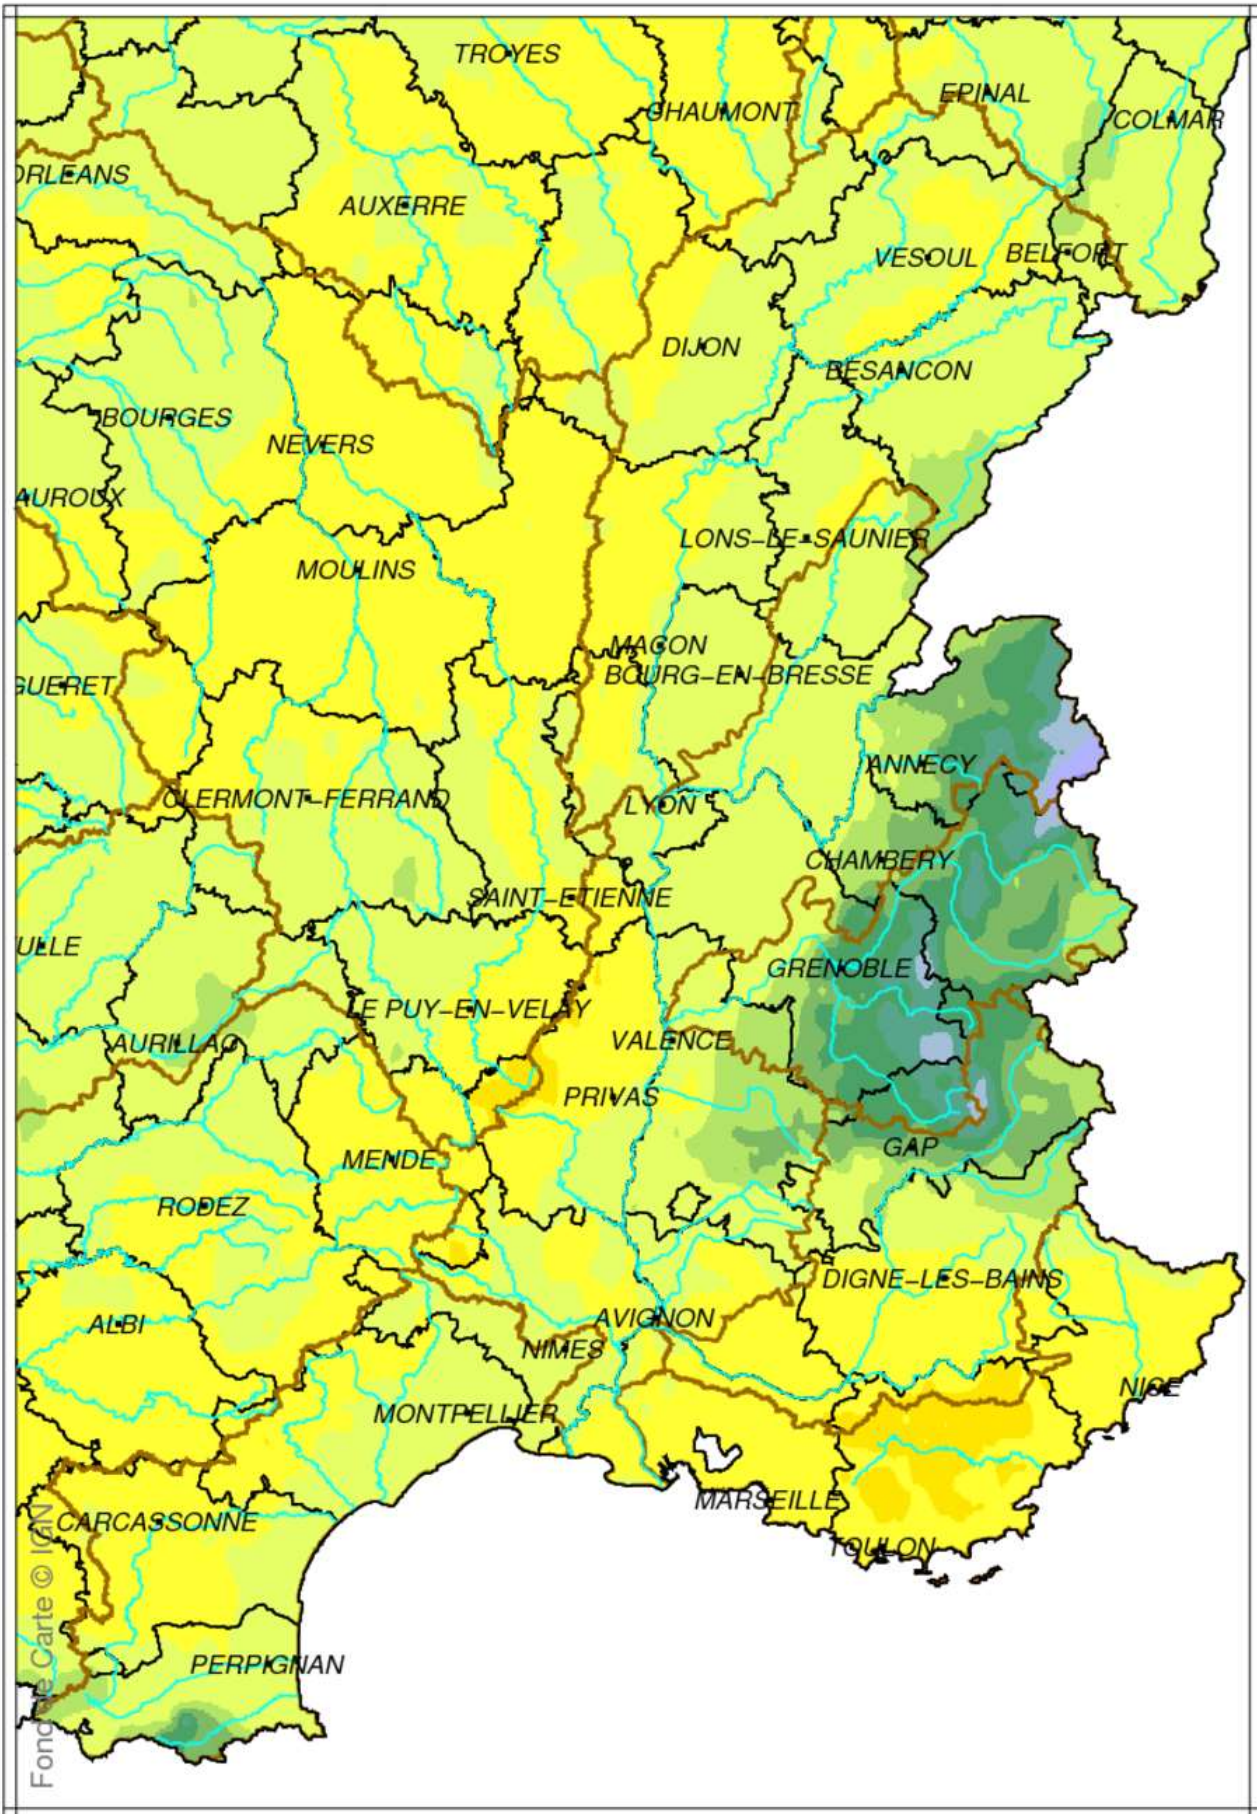 TROYES
EPINAL
CHAUMONT
COLMAR
ORLEANS
AUXERRE
VESOUL
BELFORT
DIJON
BESANCON
BOURGES
NEVERS
AUROUX
LONS-LE-SAUNIER
MOULINS
MACON
BOURG-EN-BRESSE
GUERET
ANNECY
CLERMONT-FERRAND
LYON
CHAMBERY
SAINT-ETIENNE
ULLE
GRENOBLE
LE PUY-EN-VELAY
AURILLAC
VALENCE
PRIVAS
GAP
MENDE
RODEZ
DIGNE-LES-BAINS
AVIGNON
ALBI
NIMES
NICE
MONTPELLIER
MARSEILLE
CARCASSONNE
TOULON
PERPIGNAN
Fond de Carte © IGN